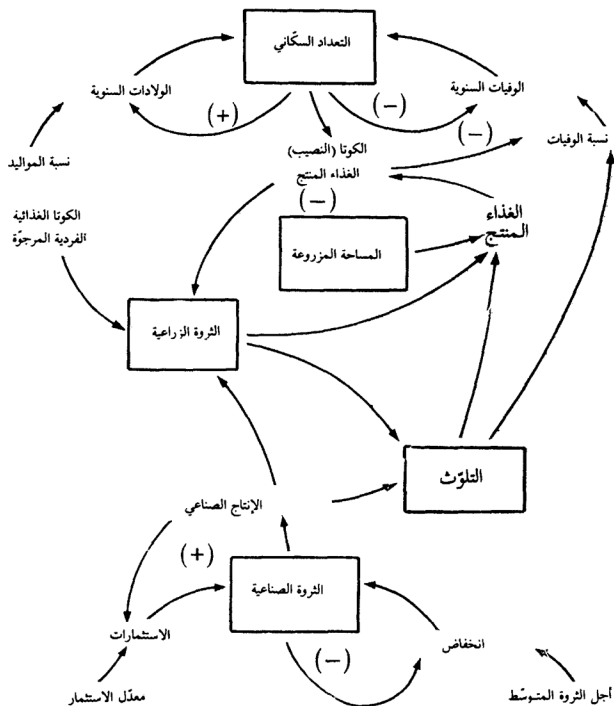 التعداد السكّاني
الوفيات السنوية
الولادات السنوية
(+)
(−)
(−)
نسبة الوفيات
الكوتا (النصيب)
الغذاء المنتج
نسبة المواليد
(−)
الغذاء
المنتج
الكوتا الغذائية
الفردية المرجوّة
المساحة المزروعة
الثروة الزراعية
التلوّث
الإنتاج الصناعي
(+)
الثروة الصناعية
الاستثمارات
(−)
انخفاض
معدّل الاستثمار
أجل الثروة المتوسّط